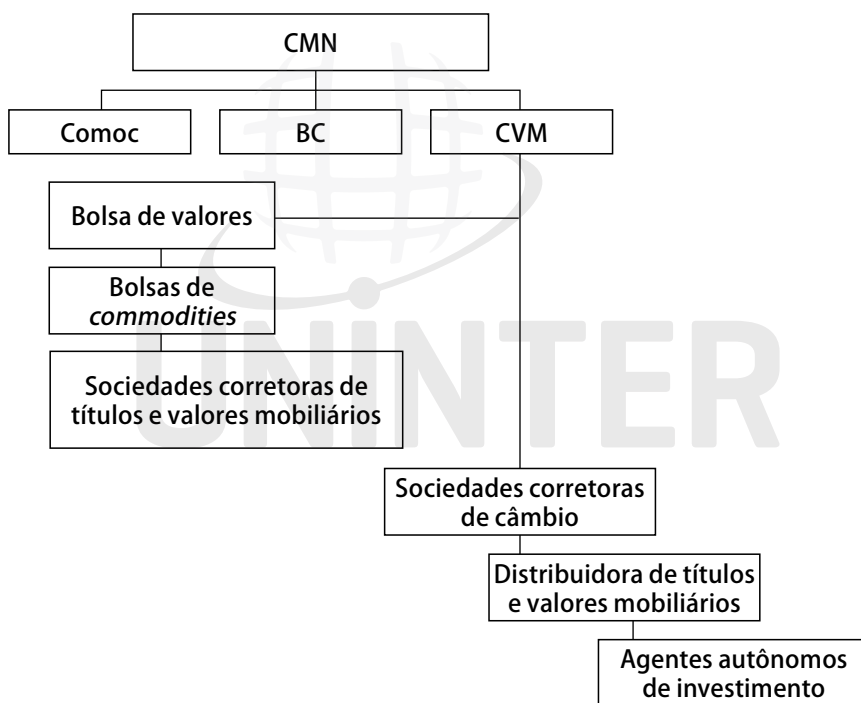 CMN
Comoc
BC
CVM
Bolsa de valores
Bolsas de
commodities
Sociedades corretoras de
títulos e valores mobiliários
UNINTER
Sociedades corretoras
de câmbio
Distribuidora de títulos
e valores mobiliários
Agentes autônomos
de investimento